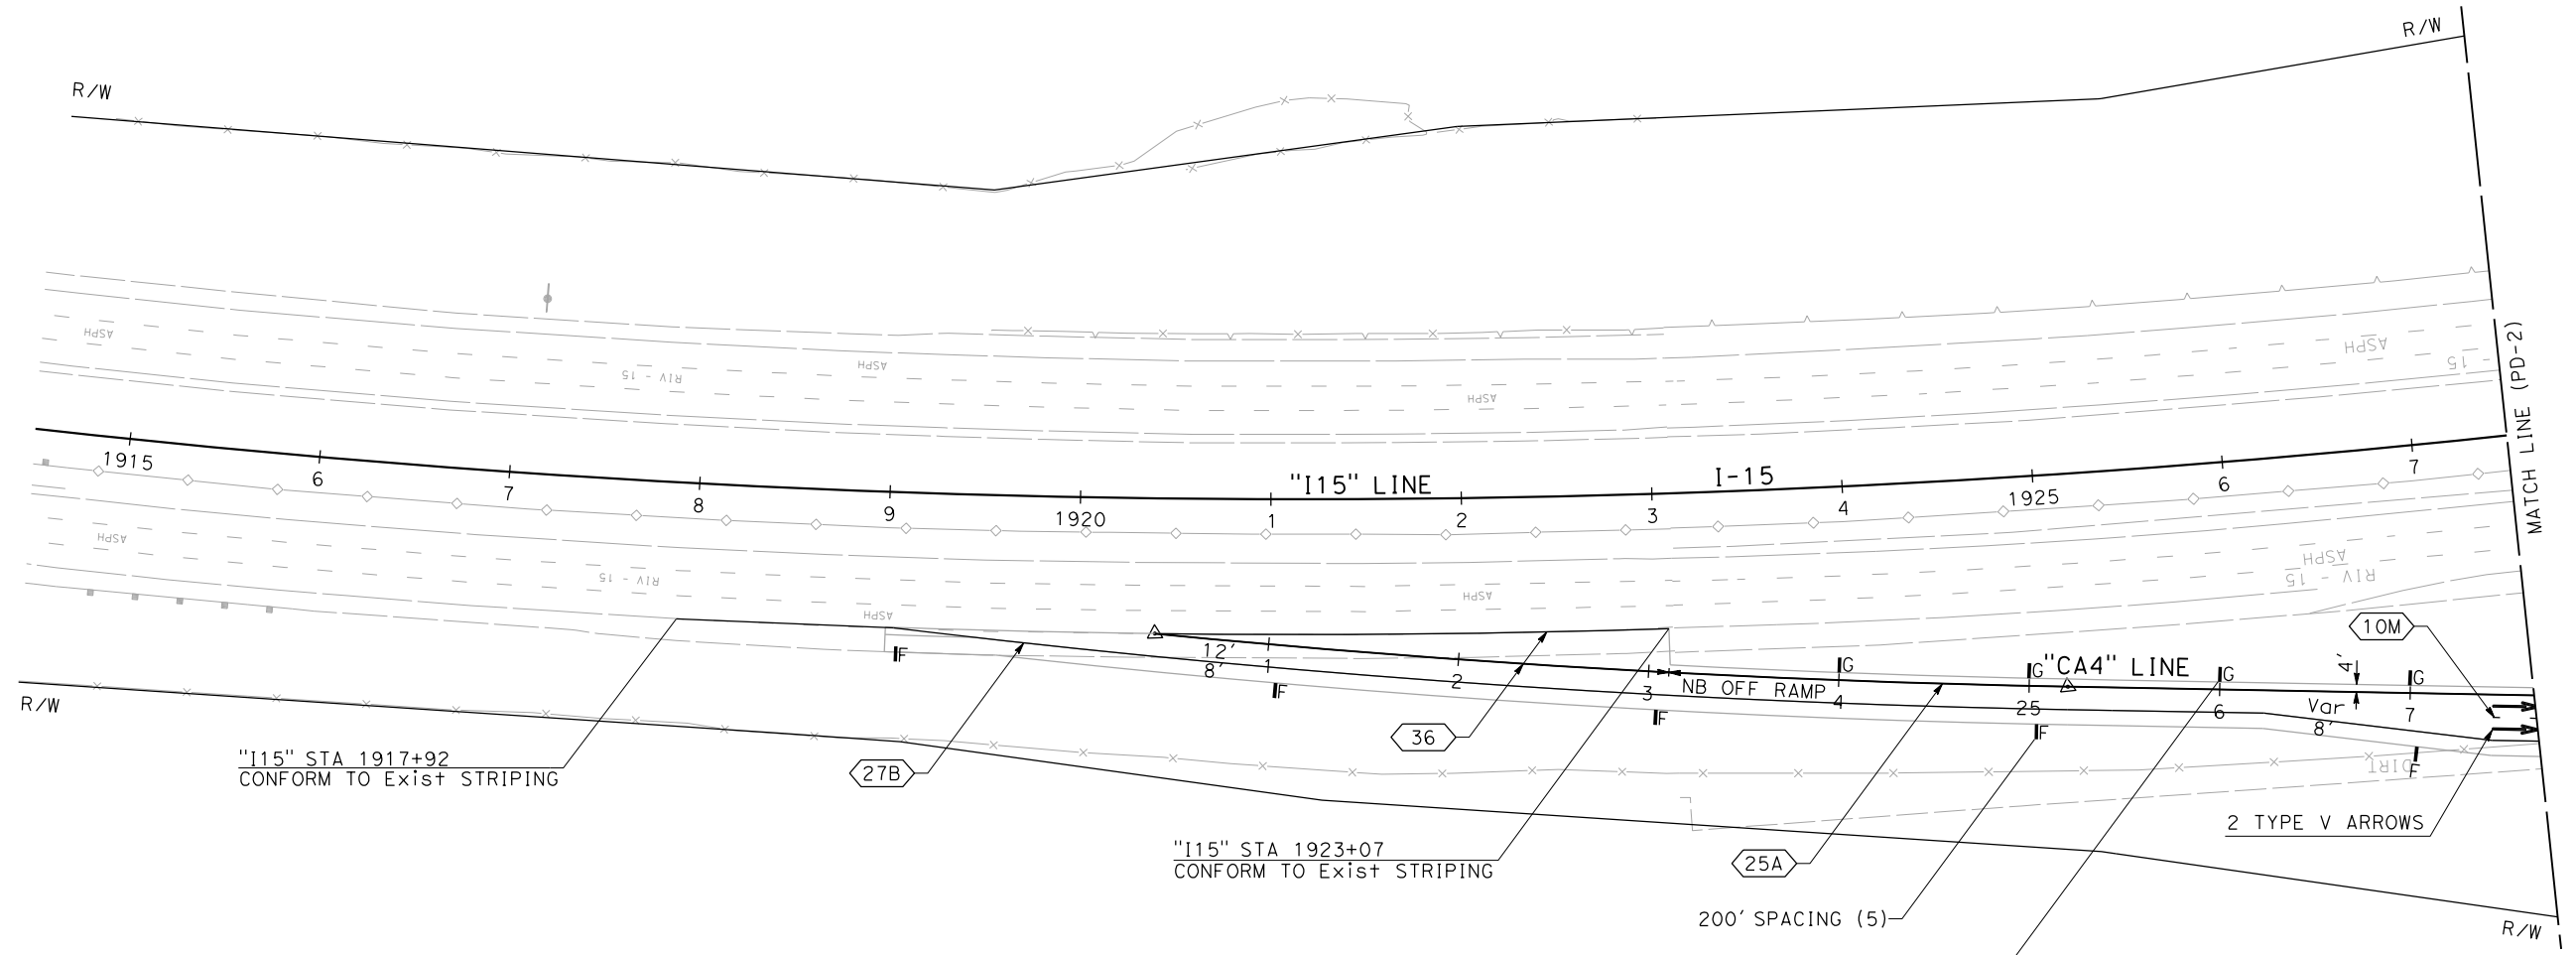 R/W
R/W
ASPH
RIV - 15
ASPH
ASPH
ASPH
15
MATCH LINE (PD-2)
1915
6
7
8
9
1920
1
2
3
4
1925
6
7
"I15" LINE
I-15
ASPH
RIV - 15
ASPH
ASPH
ASPH
RIV - 15
10M
F
12'
8'
1
2
3
4
25
6
7
G
G
G
G
"CA4" LINE
4'
NB OFF RAMP
Var
8'
F
F
F
F
DIRT
R/W
36
27B
25A
"I15" STA 1917+92
CONFORM TO Exist STRIPING
"I15" STA 1923+07
CONFORM TO Exist STRIPING
2 TYPE V ARROWS
200' SPACING (5)
R/W